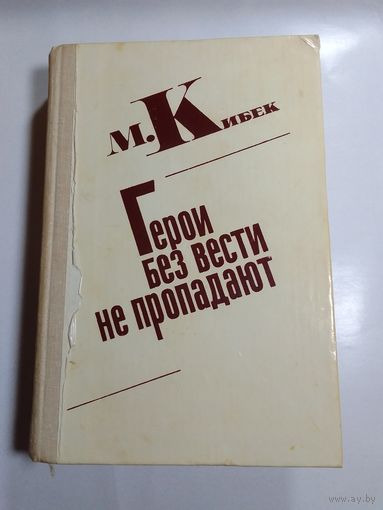 М. Кибек
Герои
без вести
не пропадают
www.ay.by